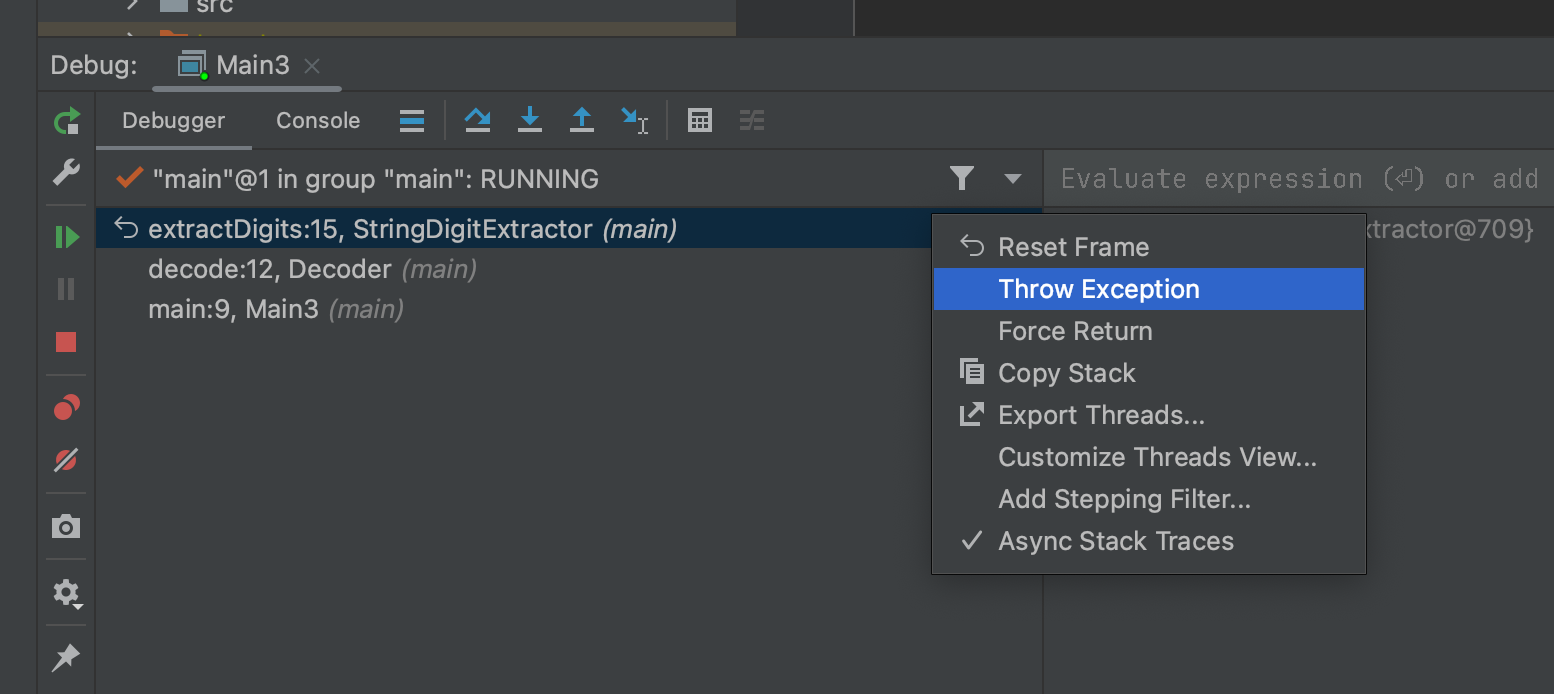 src
Debug: Main3
Debugger Console
"main"@1 in group "main": RUNNING
Evaluate expression (⏎) or add
extractDigits:15, StringDigitExtractor (main)
xtractor@709}
decode:12, Decoder (main)
main:9, Main3 (main)
Reset Frame
Throw Exception
Force Return
Copy Stack
Export Threads...
Customize Threads View...
Add Stepping Filter...
Async Stack Traces